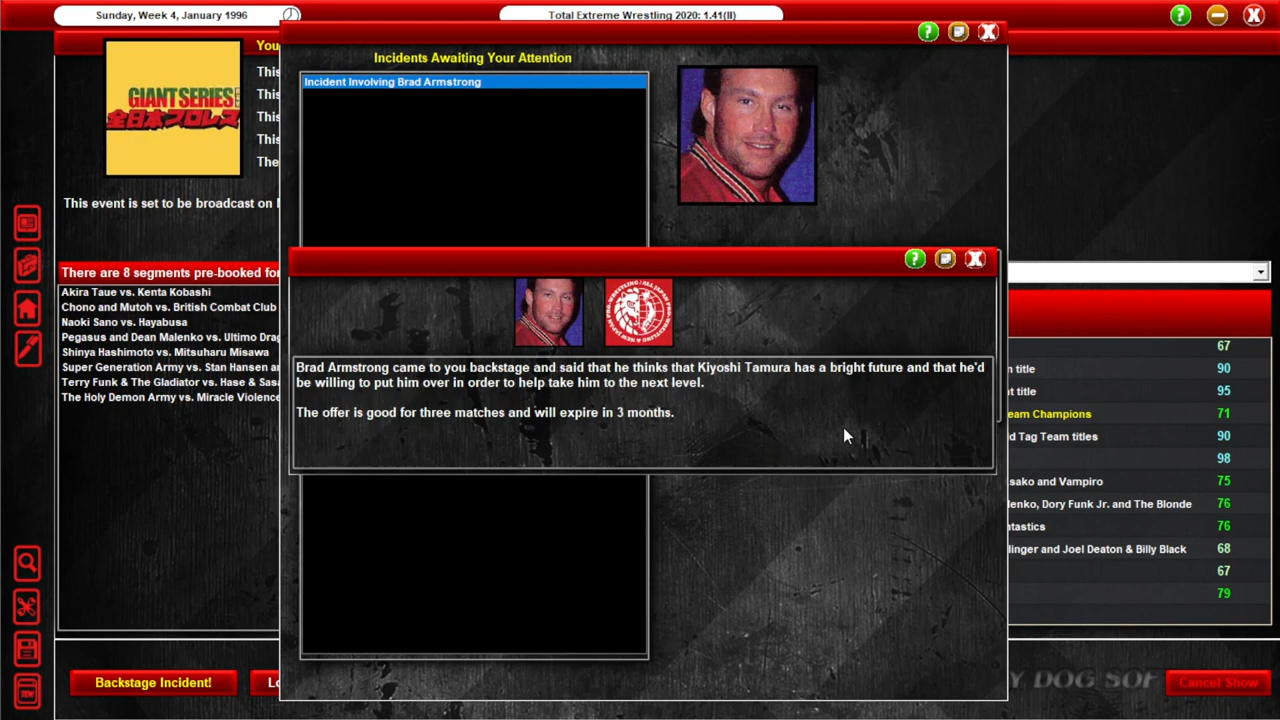 Sunday, Week 4, January 1996
Total Extreme Wrestling 2020: 1.41(II)
You
This
This
This
This
The
GIANT SERIES
全日本プロレス
This event is set to be broadcast on
Incidents Awaiting Your Attention
Incident Involving Brad Armstrong
There are 8 segments pre-booked for
Akira Taue vs. Kenta Kobashi
Chono and Mutoh vs. British Combat Club
Naoki Sano vs. Hayabusa
Pegasus and Dean Malenko vs. Ultimo Drag
Shinya Hashimoto vs. Mitsuharu Misawa
Super Generation Army vs. Stan Hansen a
Terry Funk & The Gladiator vs. Hase & Sasa
The Holy Demon Army vs. Miracle Violence
Brad Armstrong came to you backstage and said that he thinks that Kiyoshi Tamura has a bright future and that he'd
be willing to put him over in order to help take him to the next level.
The offer is good for three matches and will expire in 3 months.
67
n title 90
nt title 95
eam Champions 71
d Tag Team titles 90
98
sako and Vampiro 75
lenko, Dory Funk Jr. and The Blonde 76
ntastics 76
linger and Joel Deaton & Billy Black 68
67
79
Backstage Incident!
Lo
Y DOG SOF
Cancel Show